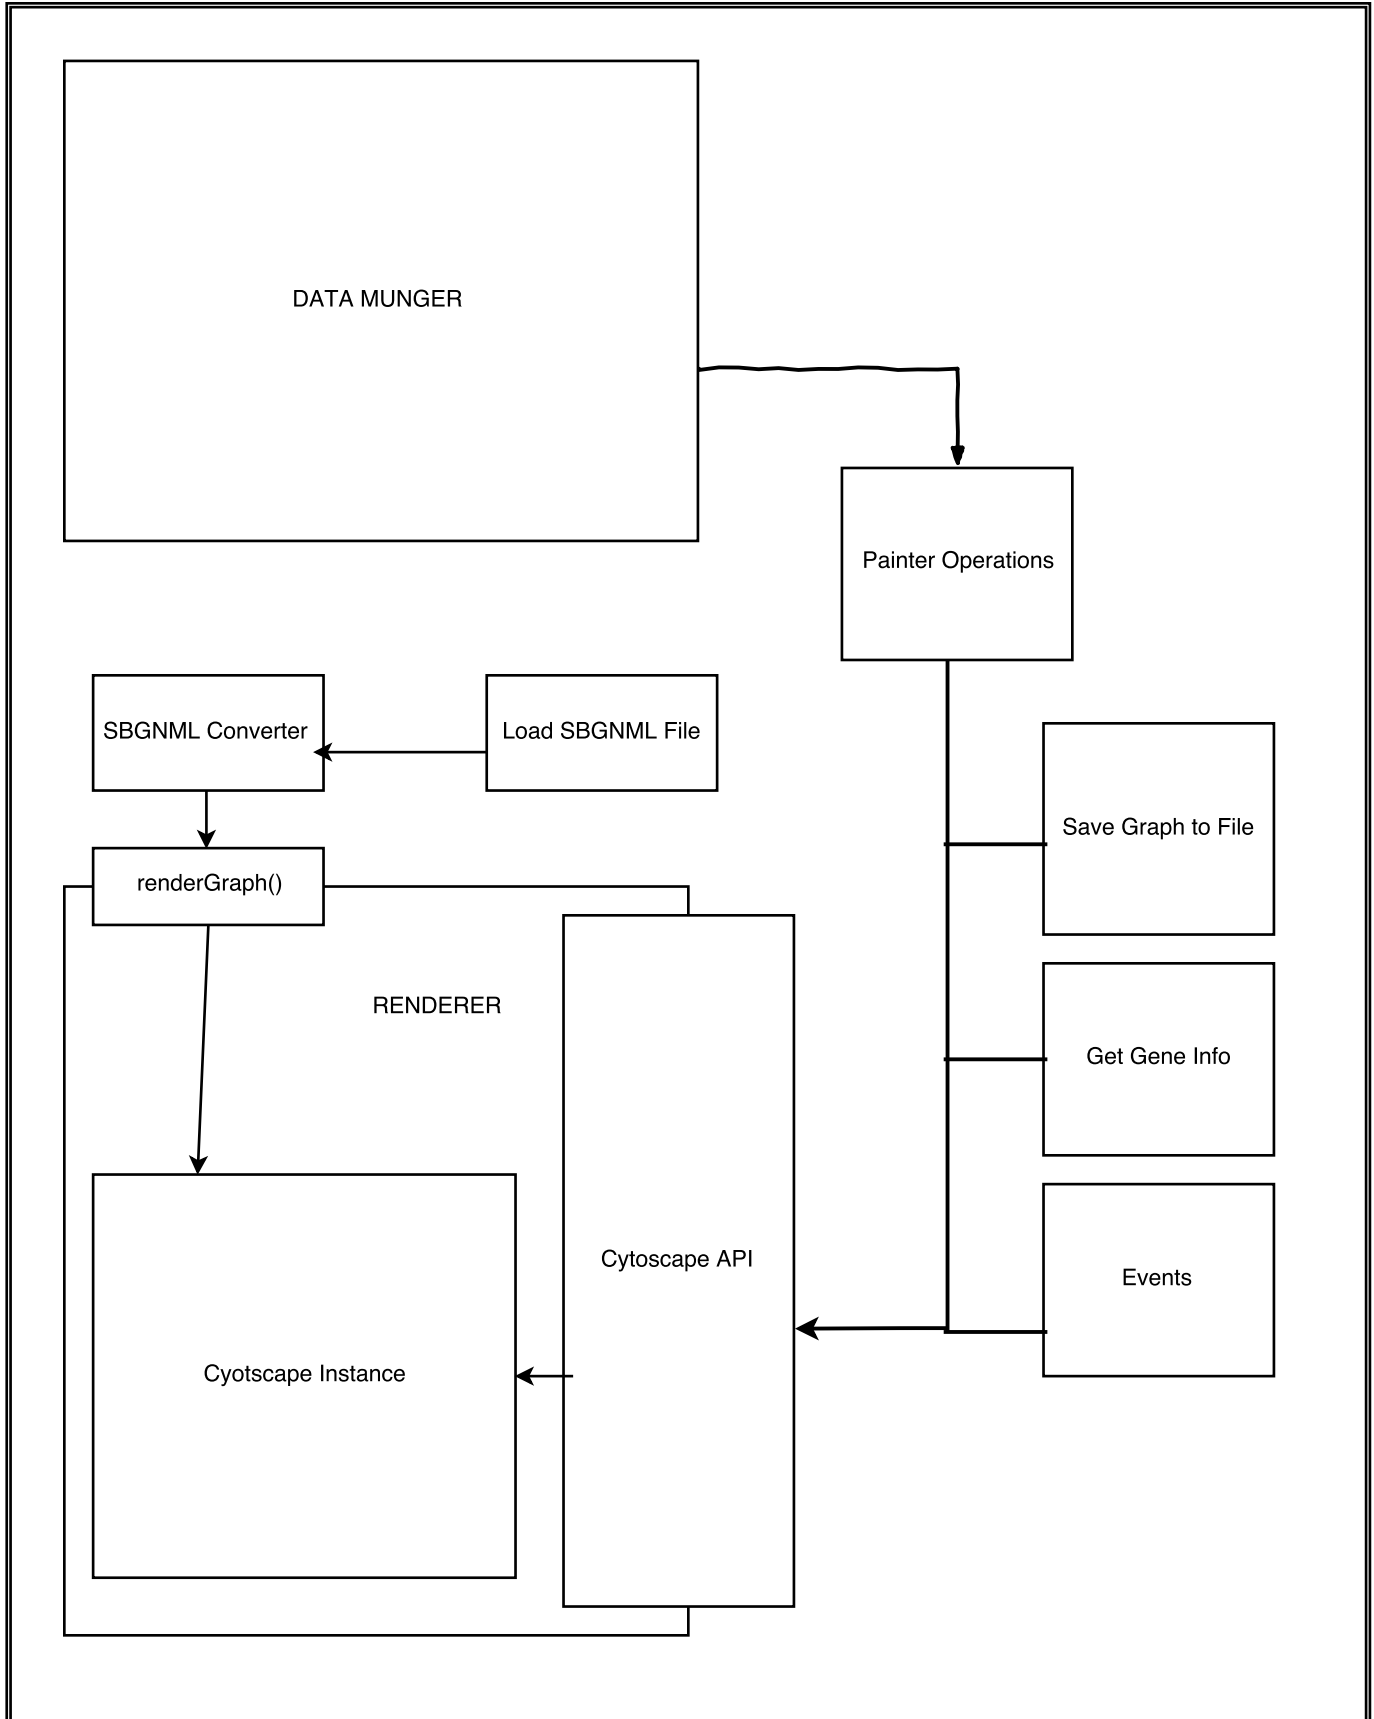 DATA MUNGER
Painter Operations
SBGNML Converter
Load SBGNML File
Save Graph to File
renderGraph()
RENDERER
Get Gene Info
Cytoscape API
Events
Cyotscape Instance